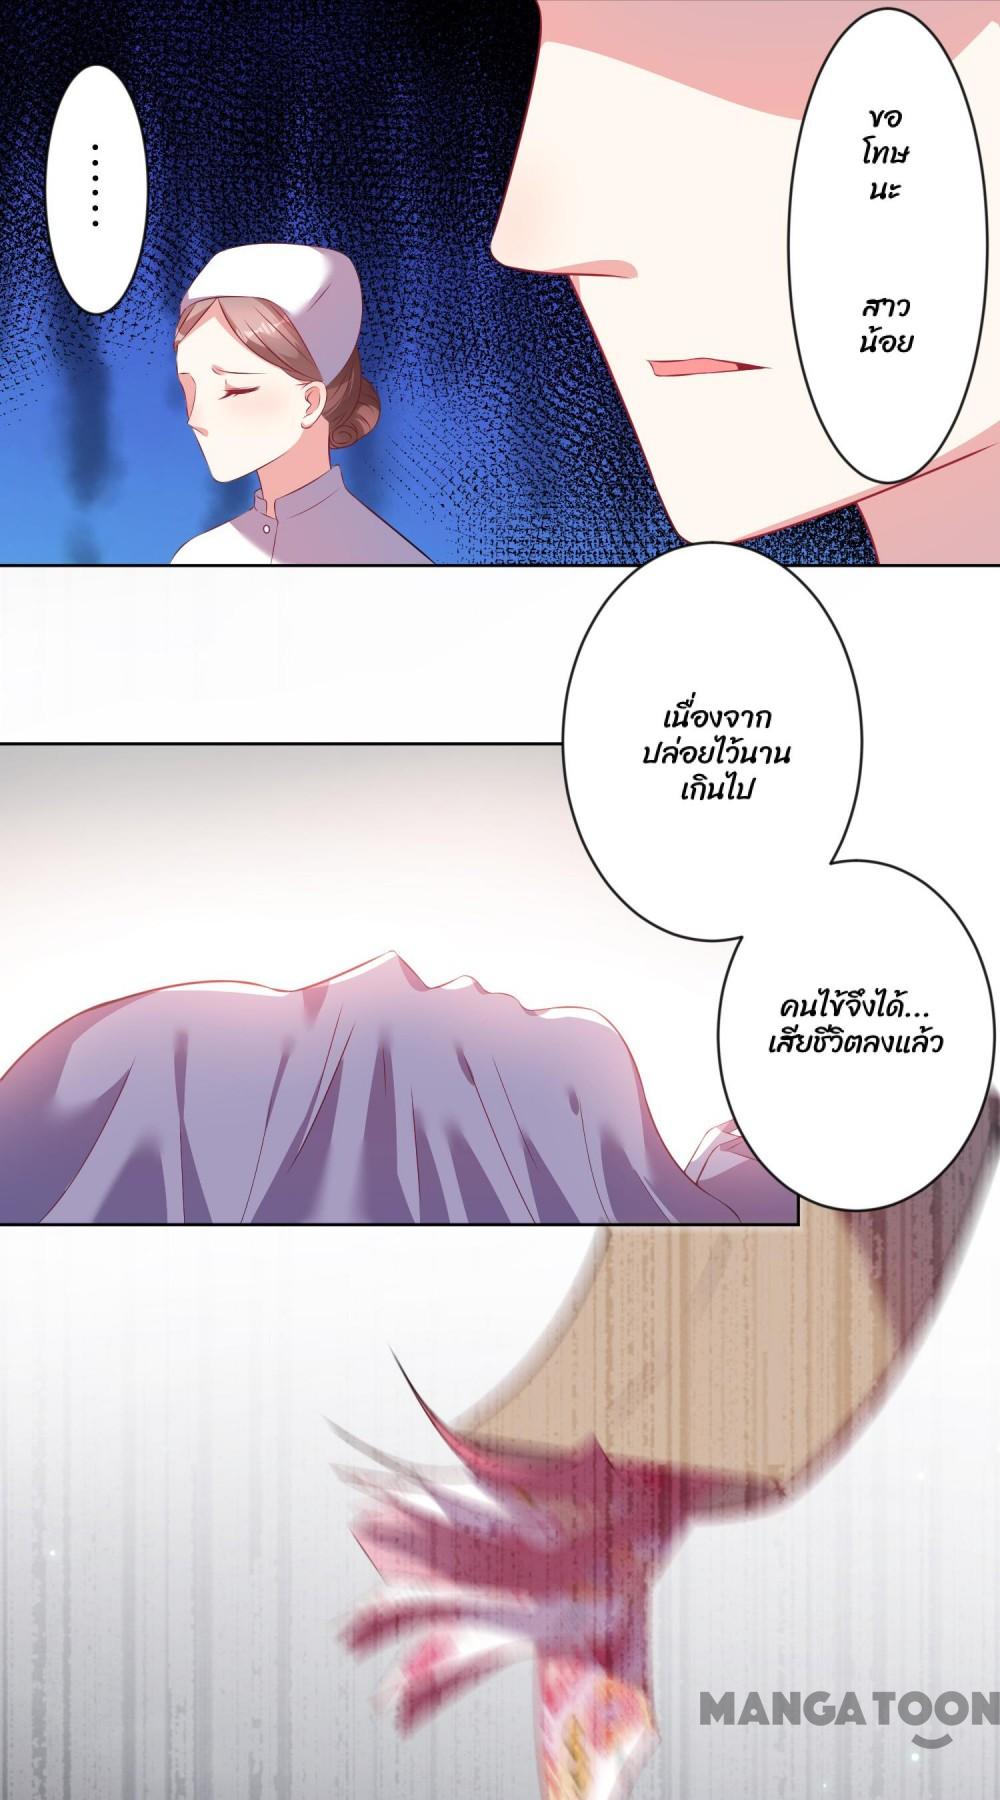 ......
ขอ
โทษ
นะ
สาว
น้อย
เนื่องจาก
ปล่อยไว้นาน
เกินไป
คนไข้จึงได้...
เสียชีวิตลงแล้ว
MANGATOON